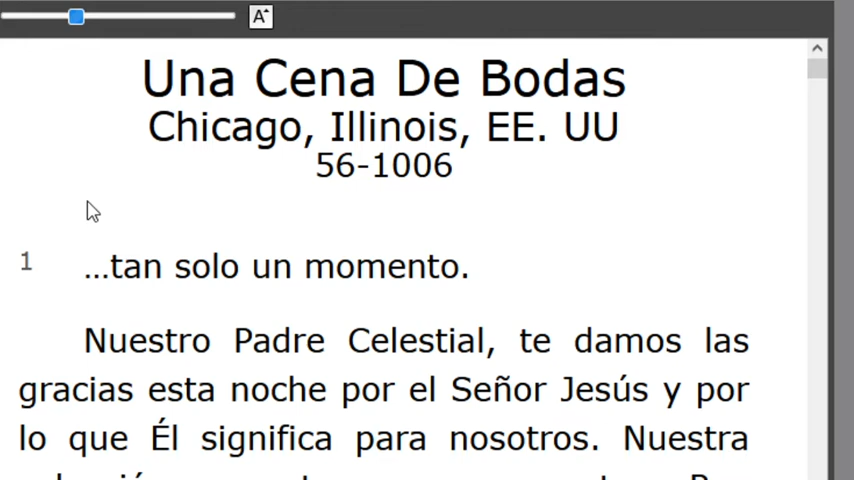 A
Una Cena De Bodas
Chicago, Illinois, EE. UU
56-1006
1 …tan solo un momento.
Nuestro Padre Celestial, te damos las
gracias esta noche por el Señor Jesús y por
lo que Él significa para nosotros. Nuestra